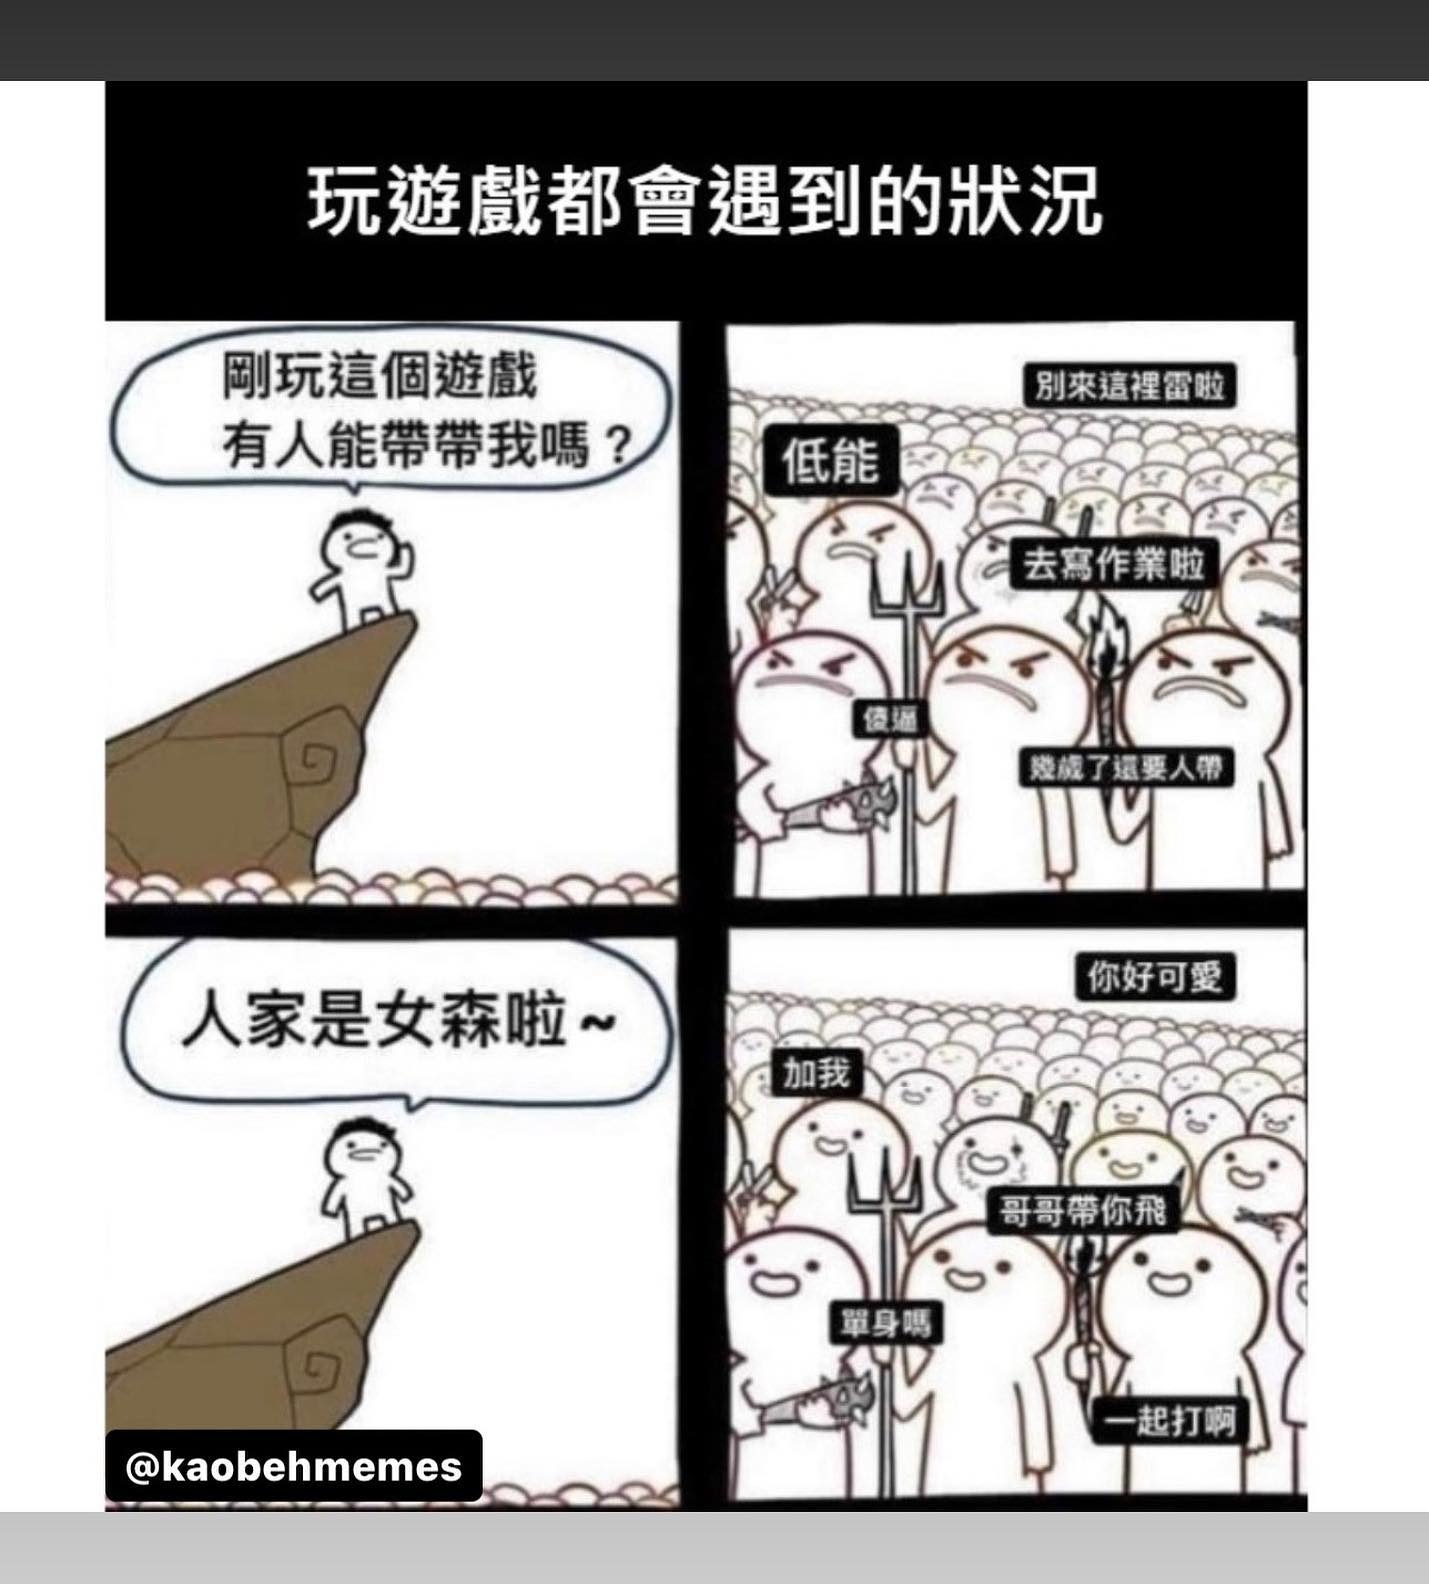 玩遊戲都會遇到的狀況
剛玩這個遊戲
有人能帶帶我嗎？
別來這裡雷啦
低能
去寫作業啦
傻逼
幾歲了還要人帶
人家是女森啦~
你好可愛
加我
哥哥帶你飛
單身嗎
一起打啊
@kaobehmemes